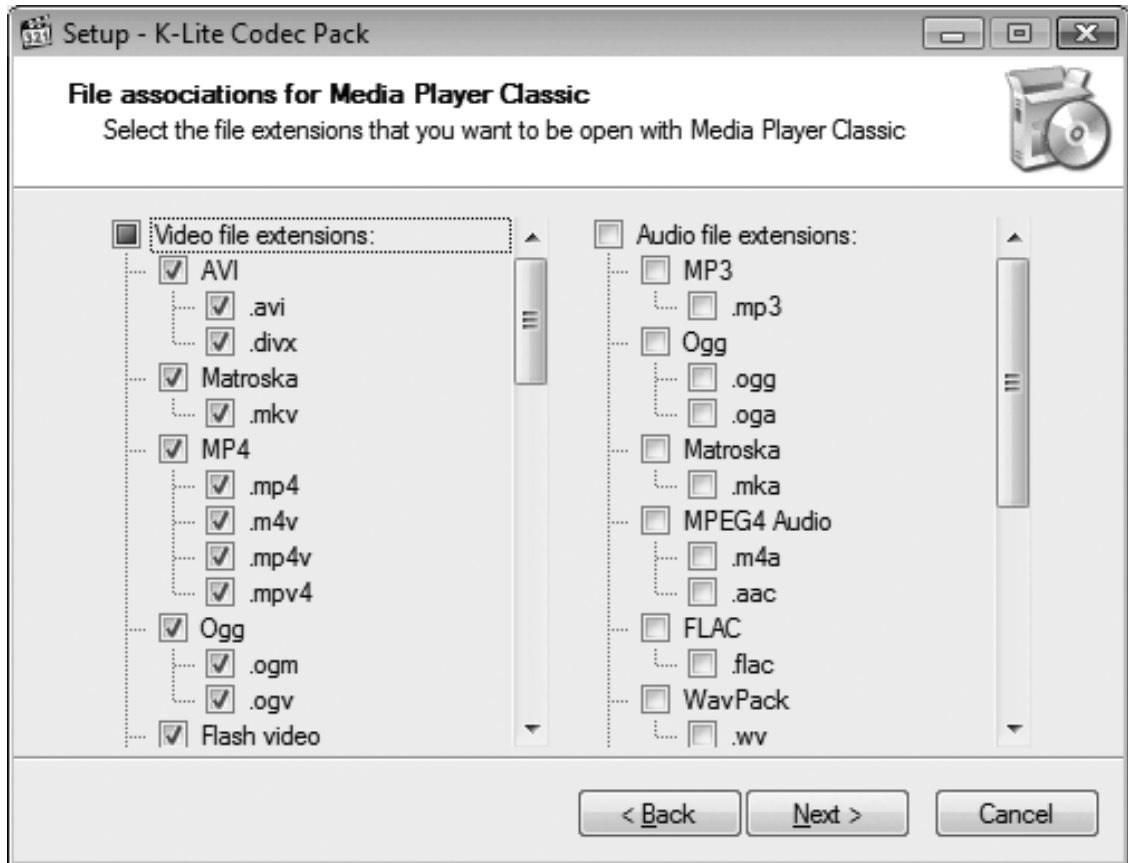 Setup - K-Lite Codec Pack
File associations for Media Player Classic
Select the file extensions that you want to be open with Media Player Classic
Video file extensions:
AVI
.avi
.divx
Matroska
.mkv
MP4
.mp4
.m4v
.mp4v
.mpv4
Ogg
.ogm
.ogv
Flash video
Audio file extensions:
MP3
.mp3
Ogg
.ogg
.oga
Matroska
.mka
MPEG4 Audio
.m4a
.aac
FLAC
.flac
WavPack
.wv
< Back
Next >
Cancel